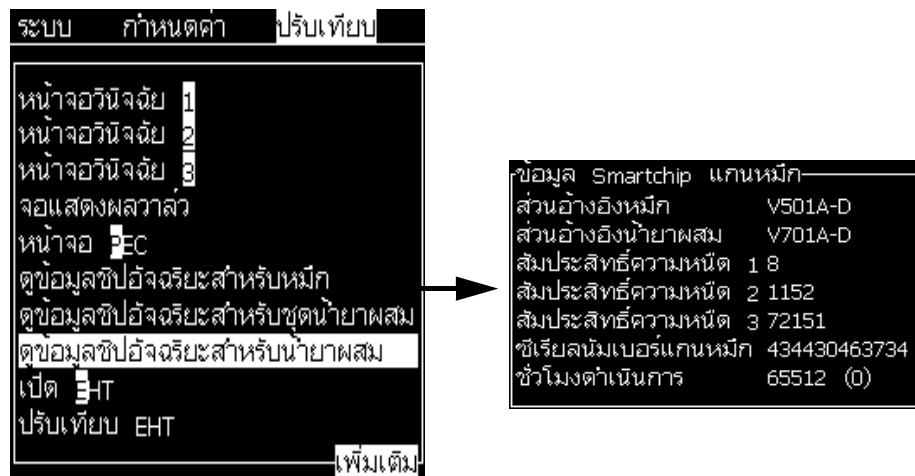 ระบบ กำหนดค่า ปรับเทียบ
หน้าจอวินิจฉัย 1
หน้าจอวินิจฉัย 2
หน้าจอวินิจฉัย 3
จอแสดงผลวาล์ว
หน้าจอ PEC
ดูข้อมูลชิปอัจฉริยะสำหรับหมึก
ดูข้อมูลชิปอัจฉริยะสำหรับชุดน้ำยาผสม
ดูข้อมูลชิปอัจฉริยะสำหรับน้ำยาผสม
เปิด EHT
ปรับเทียบ EHT
เพิ่มเติม
ข้อมูล Smartchip แกนหมึก
ส่วนอ้างอิงหมึก V501A-D
ส่วนอ้างอิงน้ำยาผสม V701A-D
สัมประสิทธิ์ความหนืด 1 8
สัมประสิทธิ์ความหนืด 2 1152
สัมประสิทธิ์ความหนืด 3 72151
ซีเรียลนัมเบอร์แกนหมึก 434430463734
ชั่วโมงดำเนินการ 65512 (0)